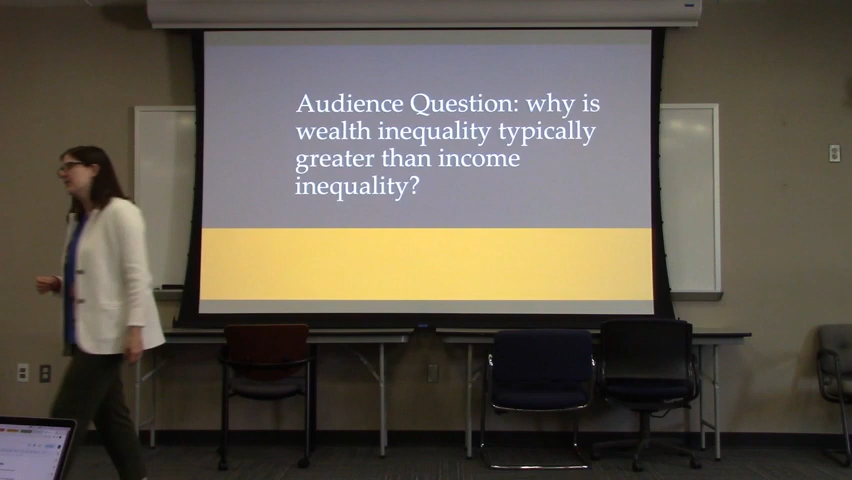 Audience Question: why is
wealth inequality typically
greater than income
inequality?